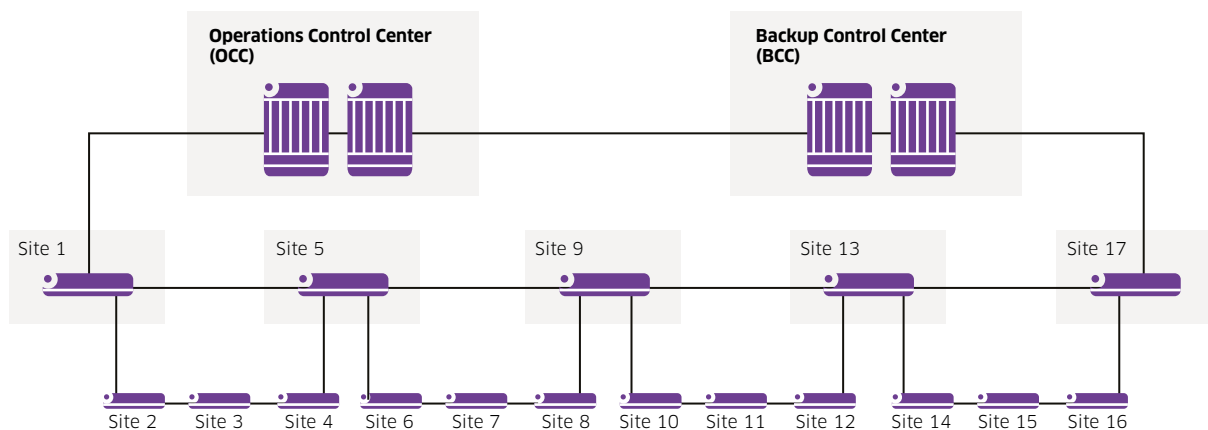 Operations Control Center
(OCC)
Backup Control Center
(BCC)
Site 1
Site 5
Site 9
Site 13
Site 17
Site 2
Site 3
Site 4
Site 6
Site 7
Site 8
Site 10
Site 11
Site 12
Site 14
Site 15
Site 16